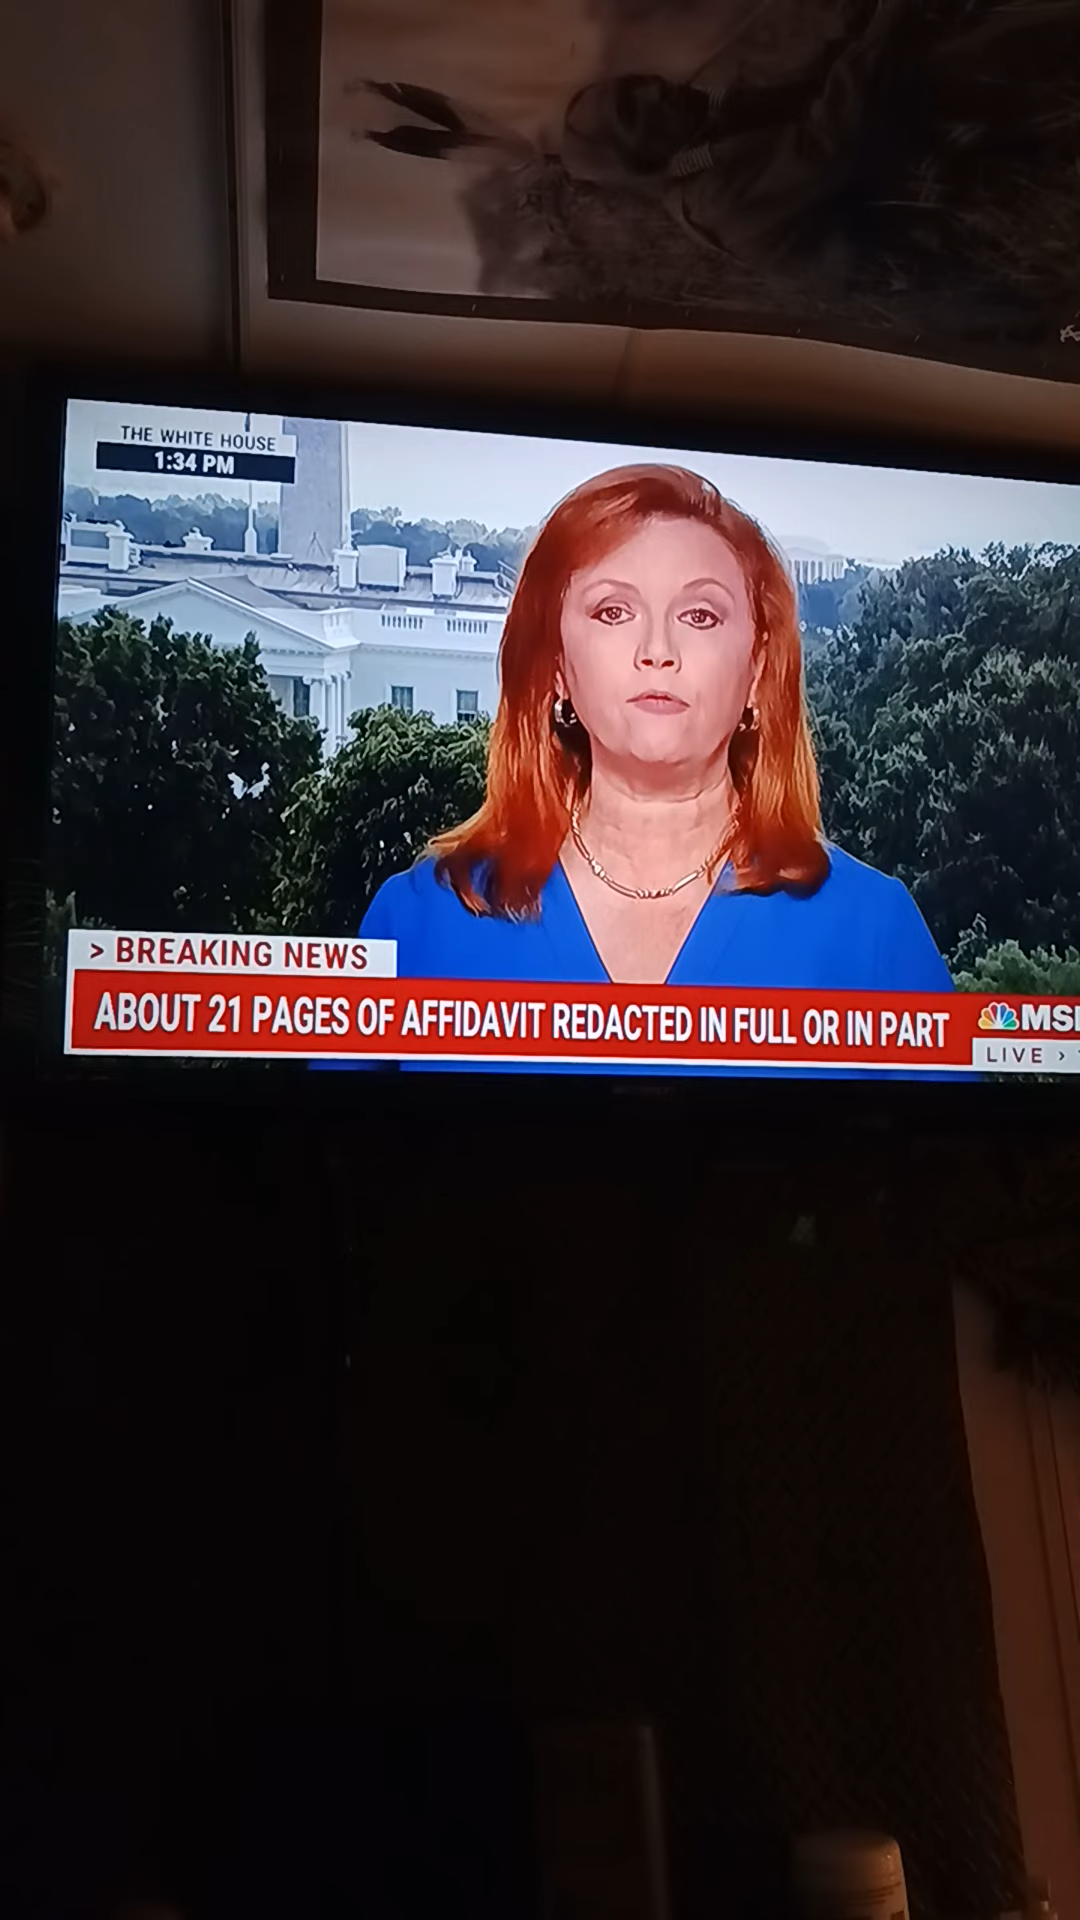 THE WHITE HOUSE
1:34 PM
> BREAKING NEWS
ABOUT 21 PAGES OF AFFIDAVIT REDACTED IN FULL OR IN PART
MS
LIVE >